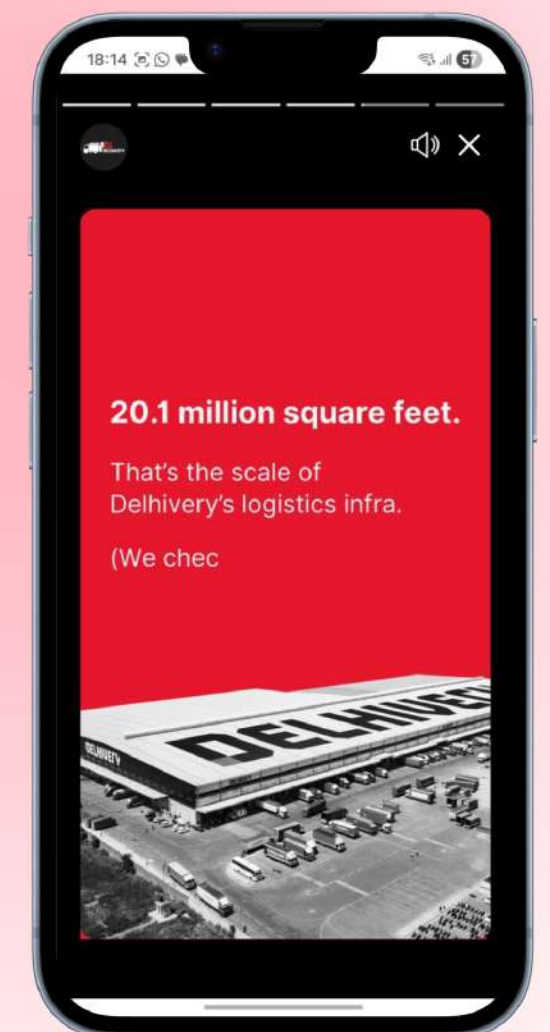 18:14
57
20.1 million square feet.
That's the scale of
Delhivery's logistics infra.
(We chec
DELHIVERY
DELHIVERY